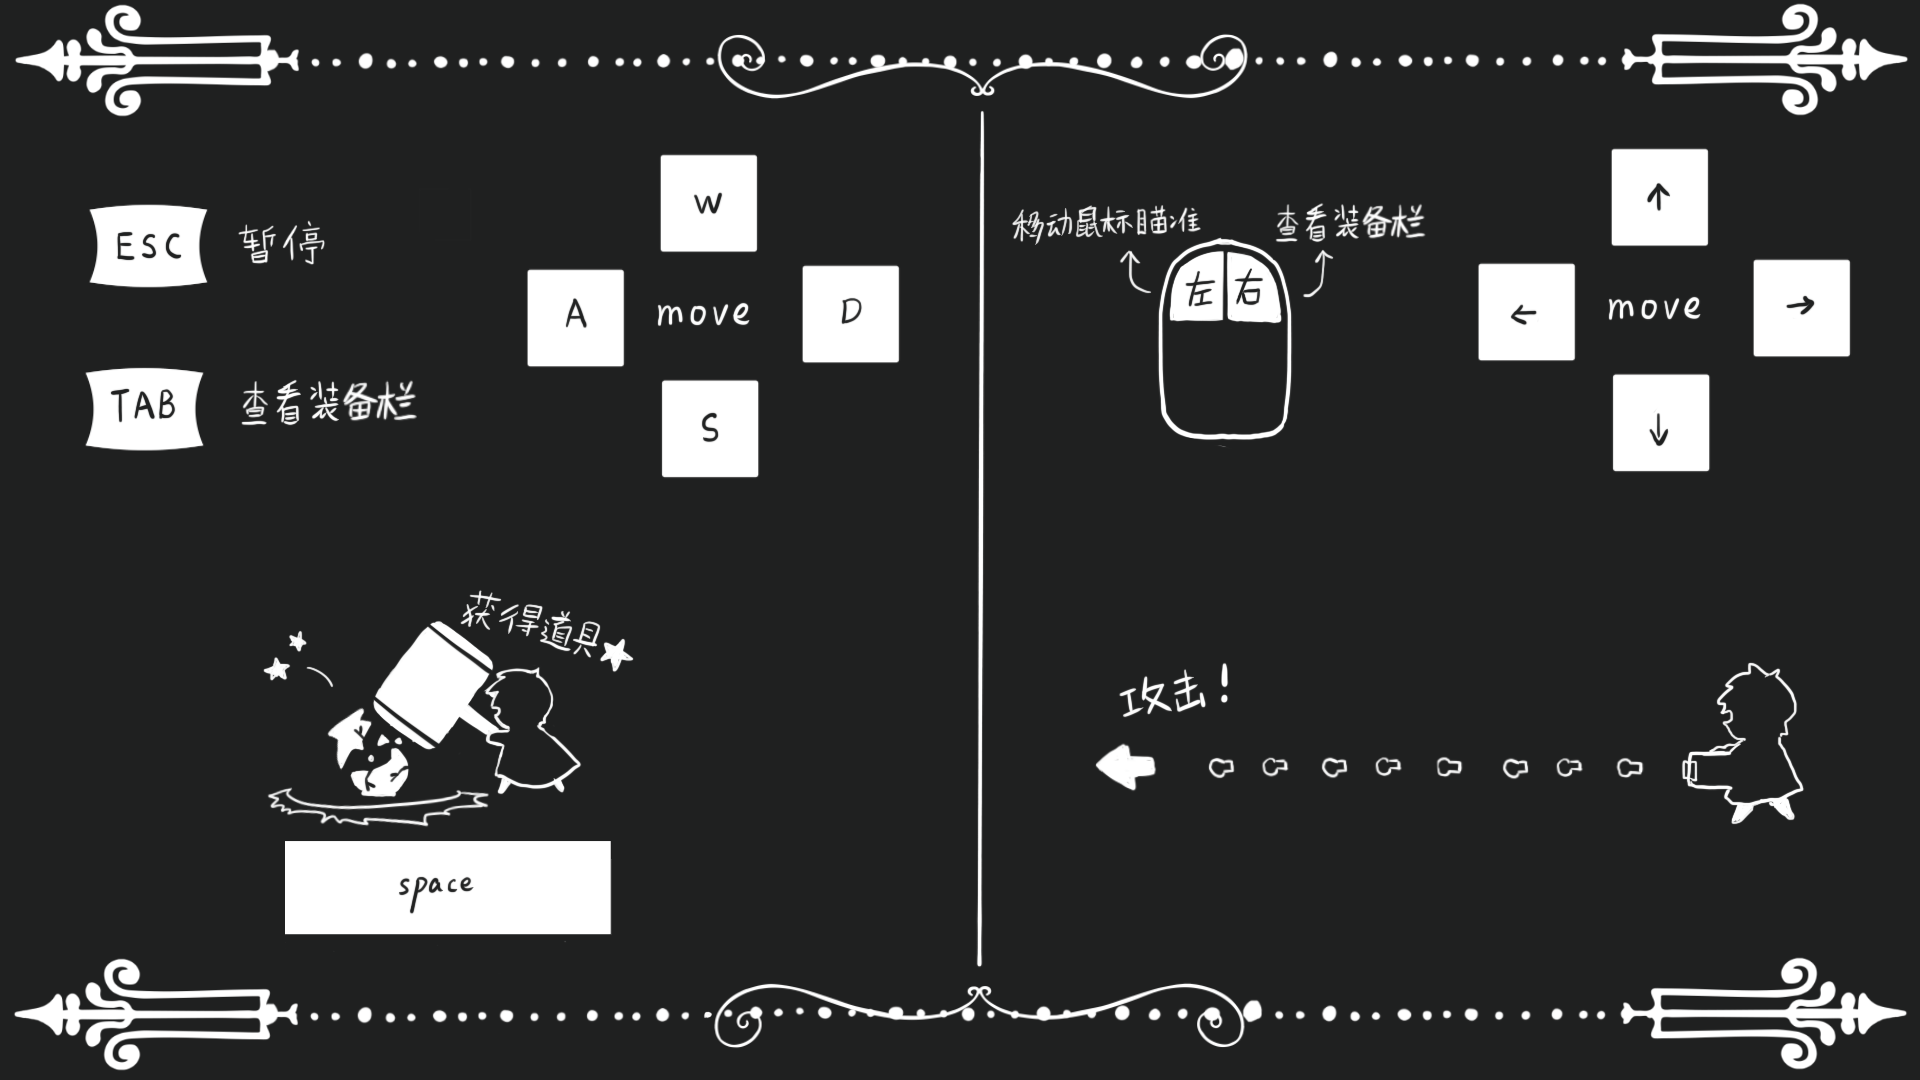 ESC 暂停
TAB 查看装备栏
W
A move D
S
获得道具
space
移动鼠标瞄准 查看装备栏
左 右
↑
← move →
↓
攻击!